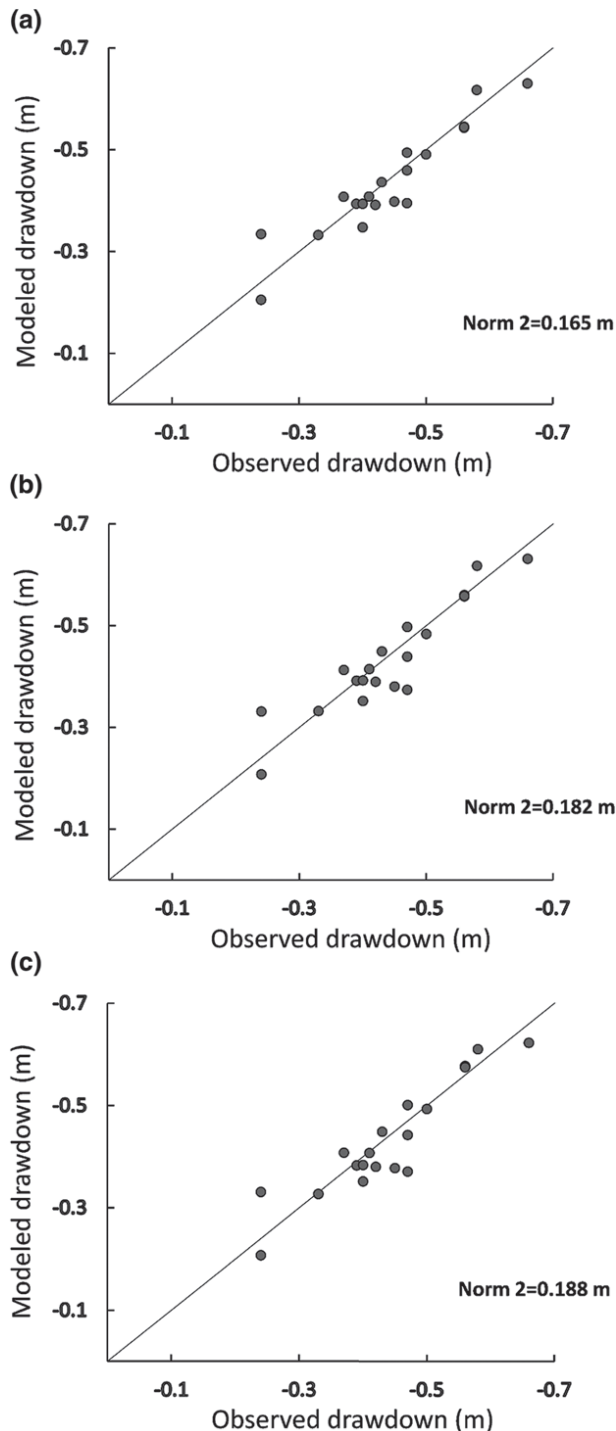 (a)
-0.7
-0.5
-0.3
-0.1
Modeled drawdown (m)
Norm 2=0.165 m
-0.1 -0.3 -0.5 -0.7
Observed drawdown (m)
(b)
-0.7
-0.5
-0.3
-0.1
Modeled drawdown (m)
Norm 2=0.182 m
-0.1 -0.3 -0.5 -0.7
Observed drawdown (m)
(c)
-0.7
-0.5
-0.3
-0.1
Modeled drawdown (m)
Norm 2=0.188 m
-0.1 -0.3 -0.5 -0.7
Observed drawdown (m)